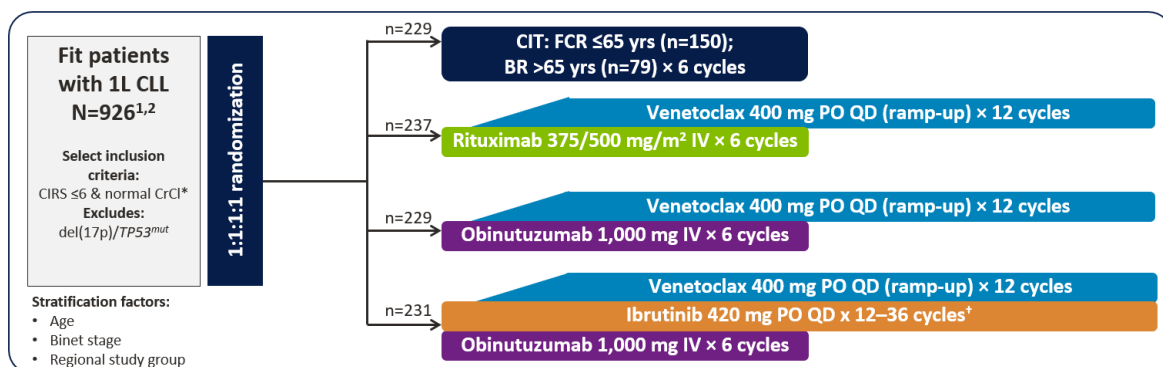 Fit patients
with 1L CLL
N=926¹,²
Select inclusion
criteria:
CIRS ≤6 & normal CrCl*
Excludes:
del(17p)/TP53ᵐᵘᵗ
Stratification factors:
• Age
• Binet stage
• Regional study group
1:1:1:1 randomization
n=229
CIT: FCR ≤65 yrs (n=150);
BR >65 yrs (n=79) × 6 cycles
n=237
Venetoclax 400 mg PO QD (ramp-up) × 12 cycles
Rituximab 375/500 mg/m² IV × 6 cycles
n=229
Venetoclax 400 mg PO QD (ramp-up) × 12 cycles
Obinutuzumab 1,000 mg IV × 6 cycles
n=231
Venetoclax 400 mg PO QD (ramp-up) × 12 cycles
Ibrutinib 420 mg PO QD x 12–36 cycles†
Obinutuzumab 1,000 mg IV × 6 cycles